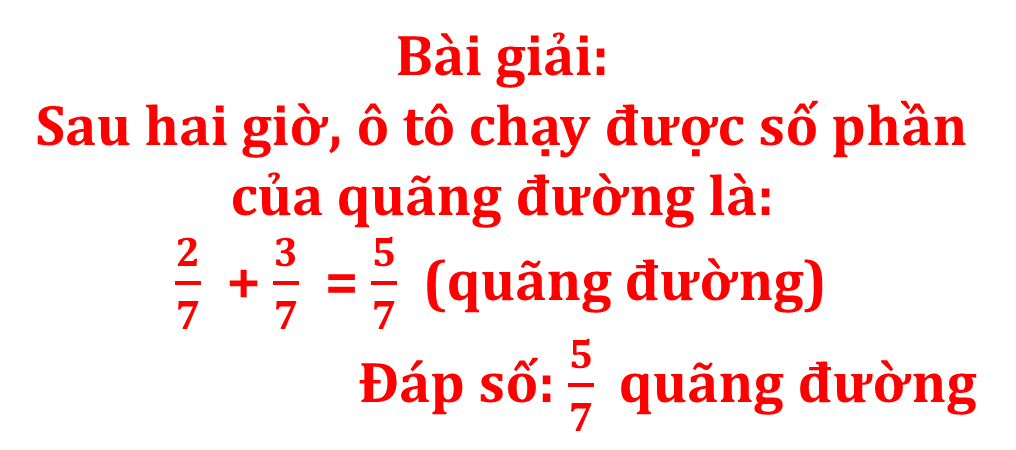 Bài giải:
Sau hai giờ, ô tô chạy được số phần
của quãng đường là:
2/7 + 3/7 = 5/7 (quãng đường)
Đáp số: 5/7 quãng đường